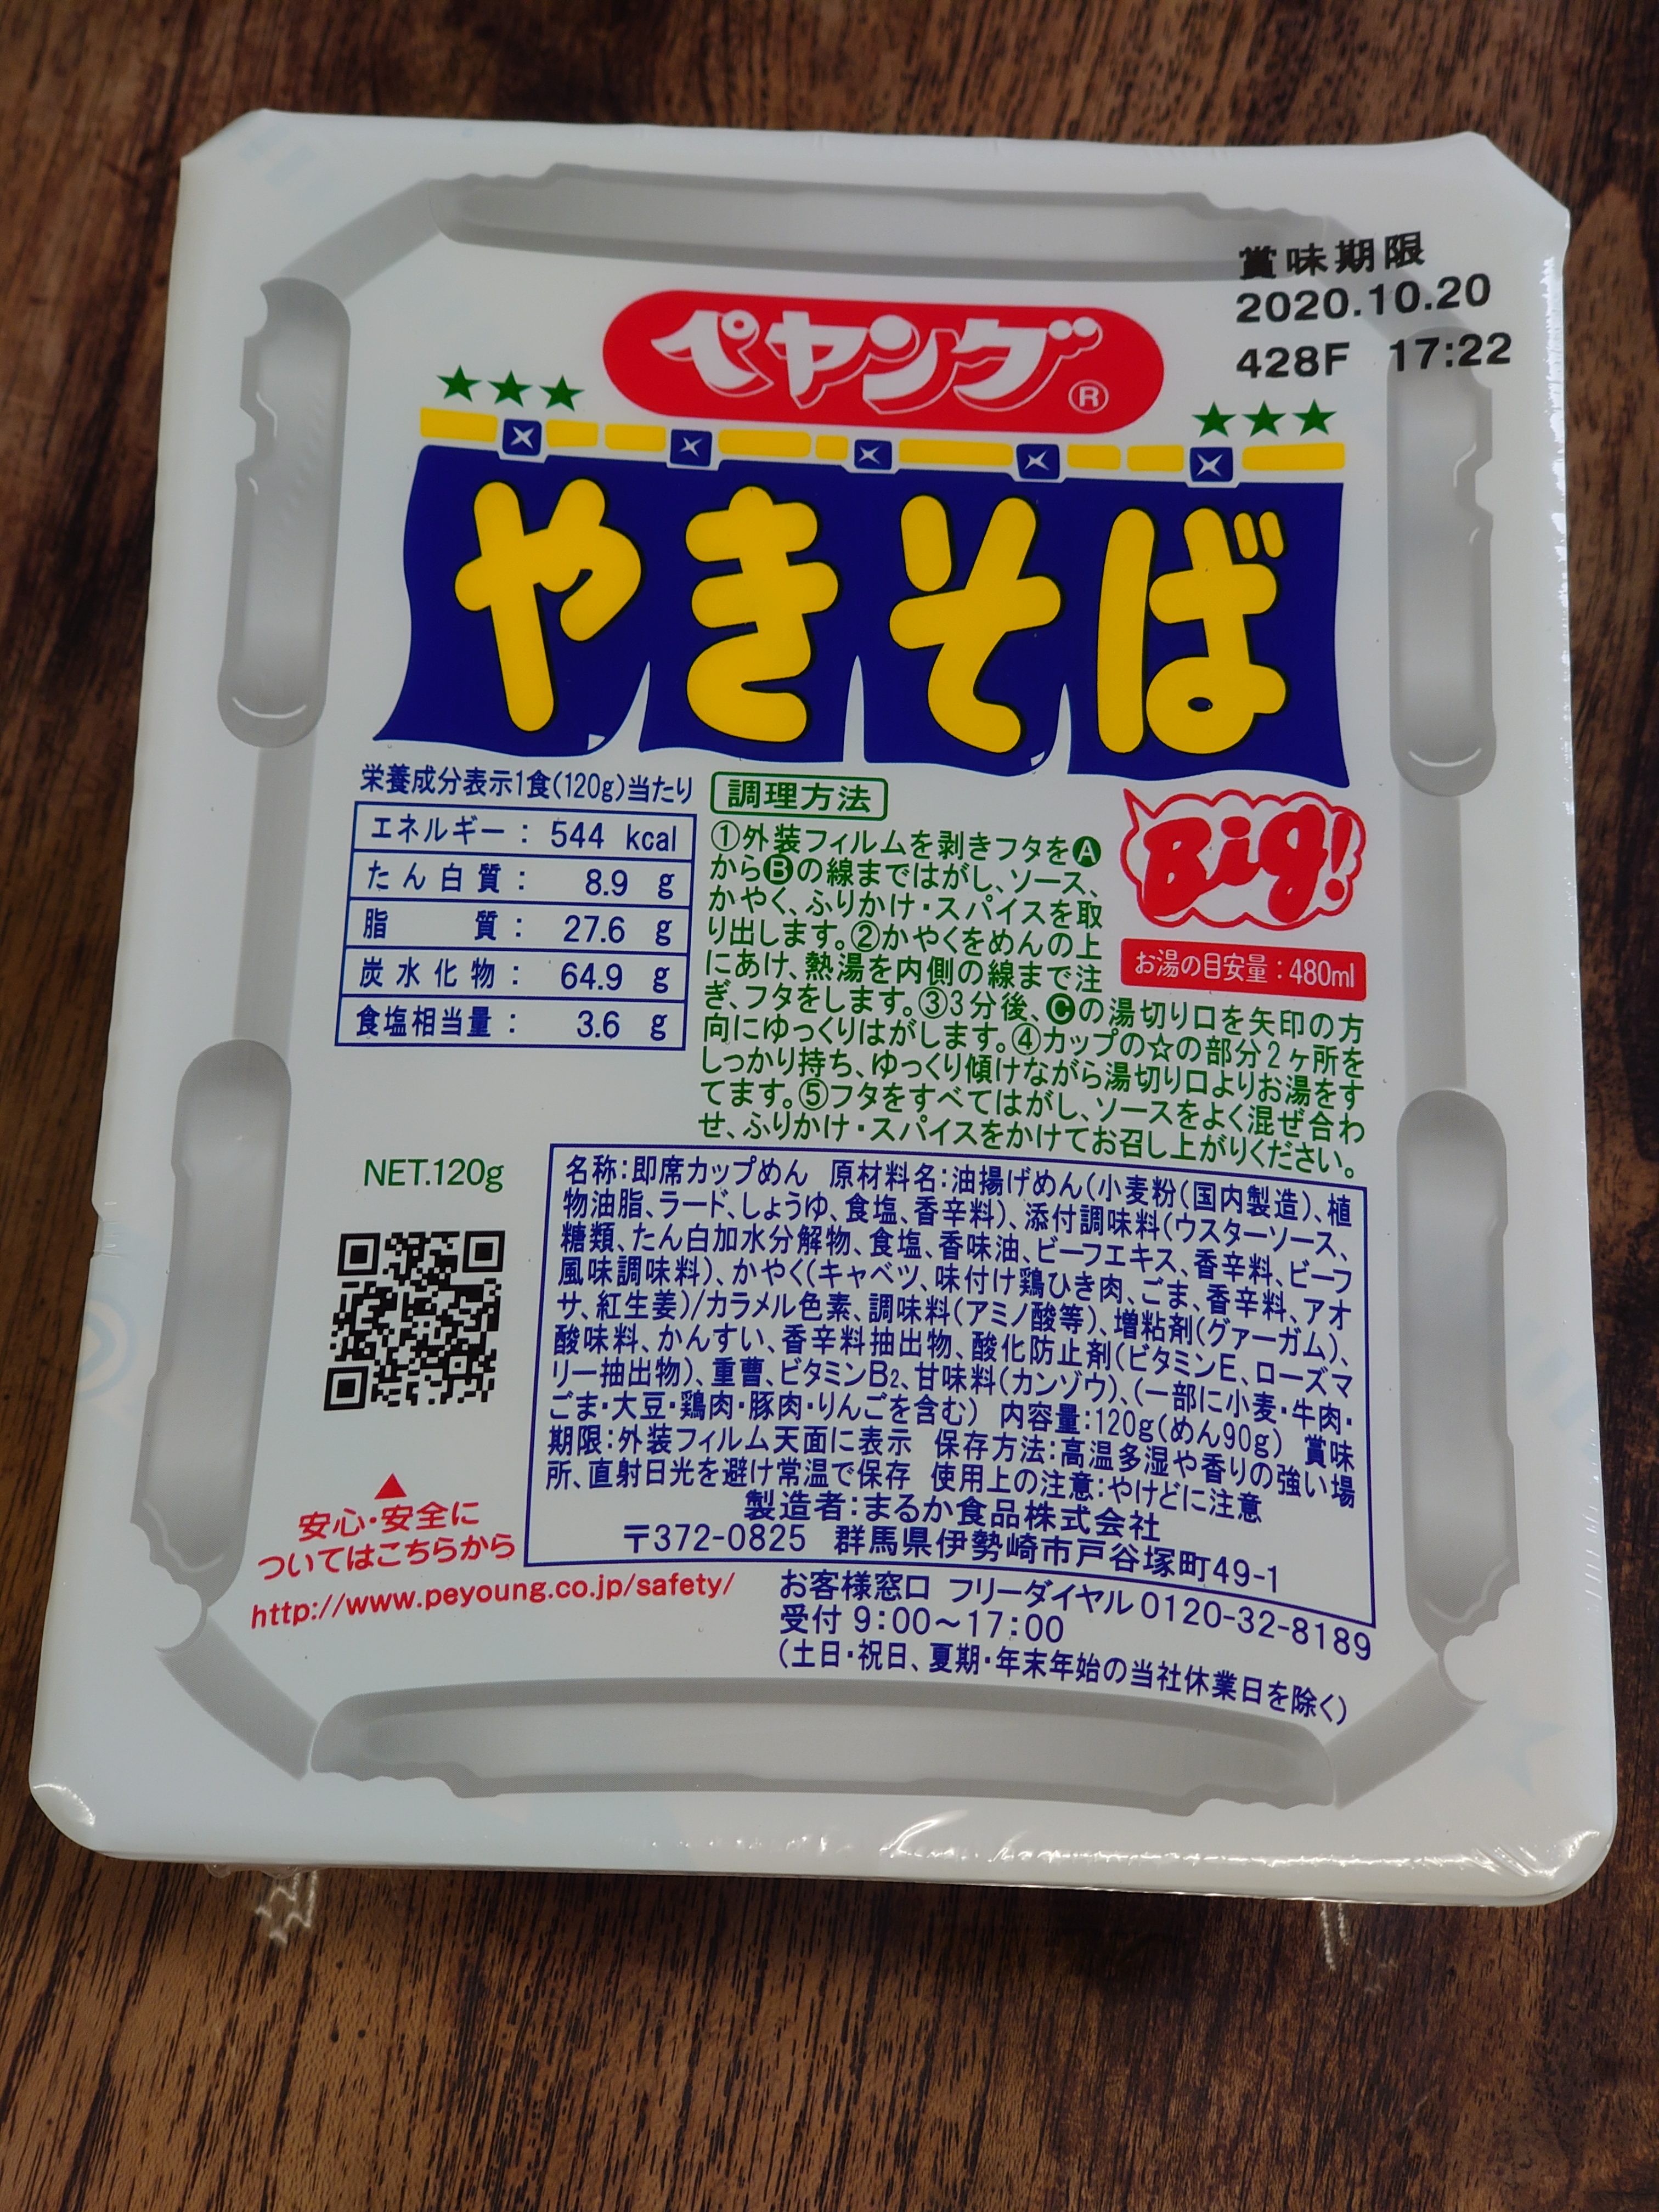 賞味期限
2020.10.20
428F 17:22
ペヤング®
やきそば
栄養成分表示1食(120g)当たり
エネルギー: 544 kcal
たん白質: 8.9 g
脂質: 27.6 g
炭水化物: 64.9 g
食塩相当量: 3.6 g
調理方法
①外装フィルムを剥きフタをA
からBの線まではがし、ソース、
かやく、ふりかけ・スパイスを取
り出します。②かやくをめんの上
にあけ、熱湯を内側の線まで注
ぎ、フタをします。③3分後、Cの湯切り口を矢印の方
向にゆっくりはがします。④カップの☆の部分2ヶ所を
しっかり持ち、ゆっくり傾けながら湯切り口よりお湯をす
てます。⑤フタをすべてはがし、ソースをよく混ぜ合わ
せ、ふりかけ・スパイスをかけてお召し上がりください。
Big!
お湯の目安量:480ml
NET.120g
名称:即席カップめん 原材料名:油揚げめん(小麦粉(国内製造)、植
物油脂、ラード、しょうゆ、食塩、香辛料)、添付調味料(ウスターソース、
糖類、たん白加水分解物、食塩、香味油、ビーフエキス、香辛料、ビーフ
風味調味料)、かやく(キャベツ、味付け鶏ひき肉、ごま、香辛料、アオ
サ、紅生姜)/カラメル色素、調味料(アミノ酸等)、増粘剤(グァーガム)、
酸味料、かんすい、香辛料抽出物、酸化防止剤(ビタミンE、ローズマ
リー抽出物)、重曹、ビタミンB2、甘味料(カンゾウ)、(一部に小麦・牛肉・
ごま・大豆・鶏肉・豚肉・りんごを含む) 内容量:120g(めん90g) 賞味
期限:外装フィルム天面に表示 保存方法:高温多湿や香りの強い場
所、直射日光を避け常温で保存 使用上の注意:やけどに注意
製造者:まるか食品株式会社
〒372-0825 群馬県伊勢崎市戸谷塚町49-1
安心・安全に
ついてはこちらから
http://www.peyoung.co.jp/safety/
お客様窓口 フリーダイヤル0120-32-8189
受付 9:00~17:00
(土日・祝日、夏期・年末年始の当社休業日を除く)